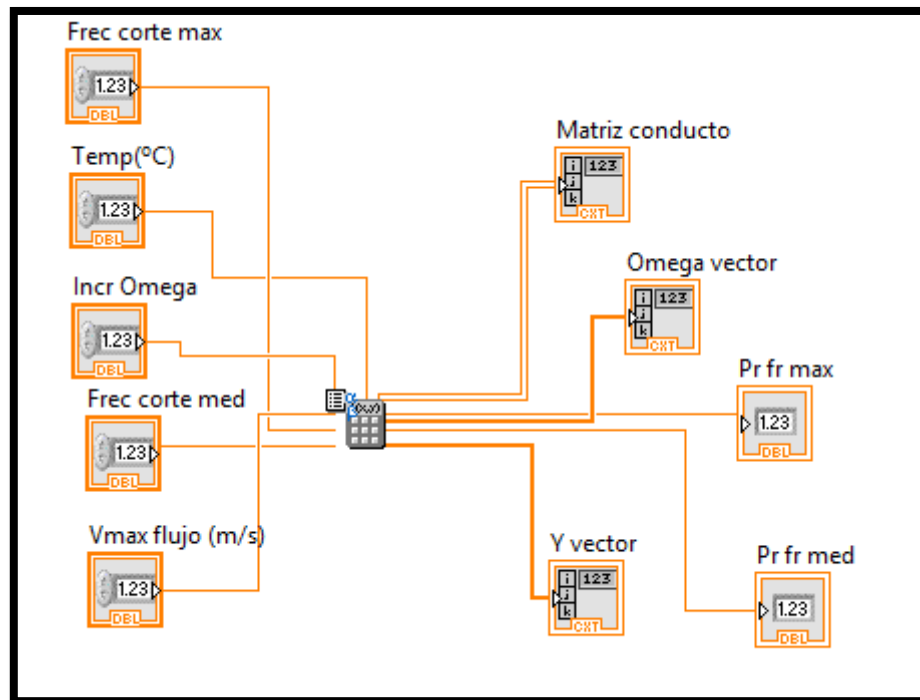 Frec corte max
1.23
DBL
Temp(ºC)
1.23
DBL
Incr Omega
1.23
DBL
Frec corte med
1.23
DBL
Vmax flujo (m/s)
1.23
DBL
Matriz conducto
i 123
j
k
CXT
Omega vector
i 123
j
k
CXT
Pr fr max
1.23
DBL
Y vector
i 123
j
k
CXT
Pr fr med
1.23
DBL